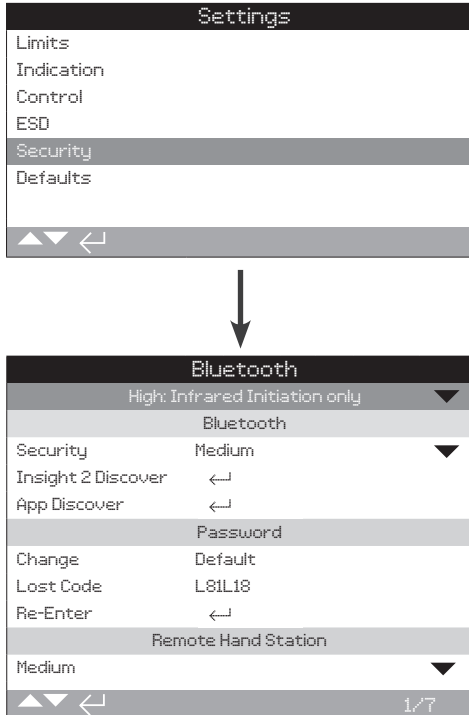 Settings
Limits
Indication
Control
ESD
Security
Defaults
Bluetooth
High: Infrared Initiation only
Bluetooth
Security Medium
Insight 2 Discover
App Discover
Password
Change Default
Lost Code L81L18
Re-Enter
Remote Hand Station
Medium
1/7